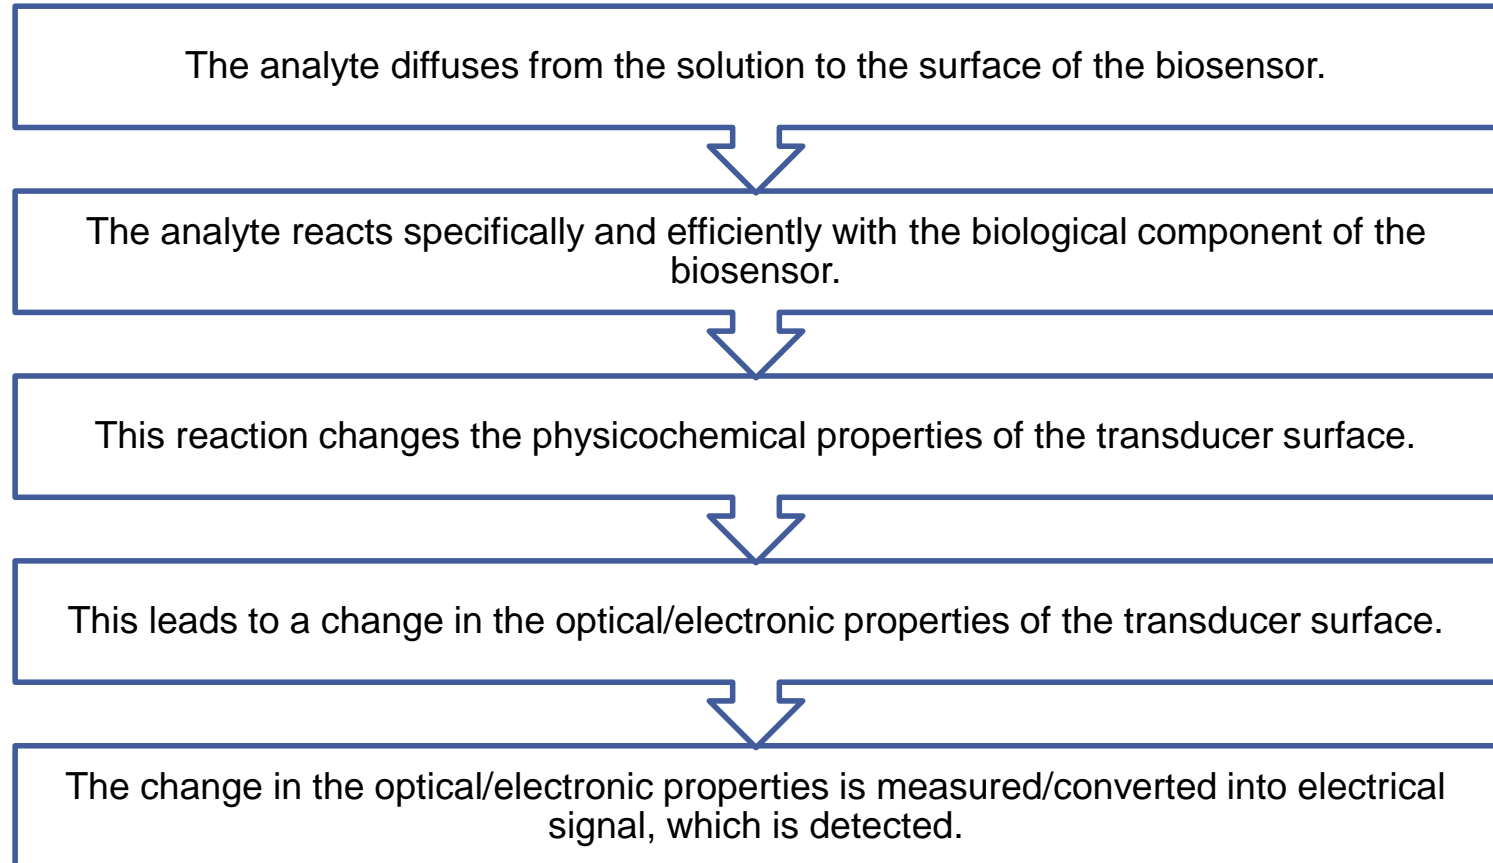 The analyte diffuses from the solution to the surface of the biosensor.
The analyte reacts specifically and efficiently with the biological component of the
biosensor.
This reaction changes the physicochemical properties of the transducer surface.
This leads to a change in the optical/electronic properties of the transducer surface.
The change in the optical/electronic properties is measured/converted into electrical
signal, which is detected.